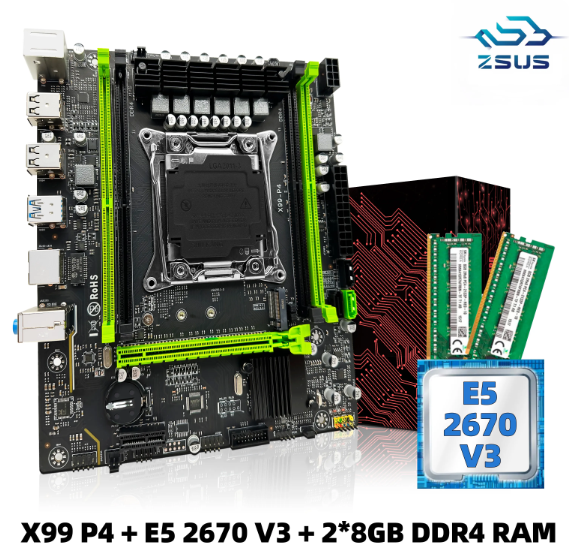 ZSUS
X99-P4
RoHS
E5
2670
V3
X99 P4 + E5 2670 V3 + 2*8GB DDR4 RAM